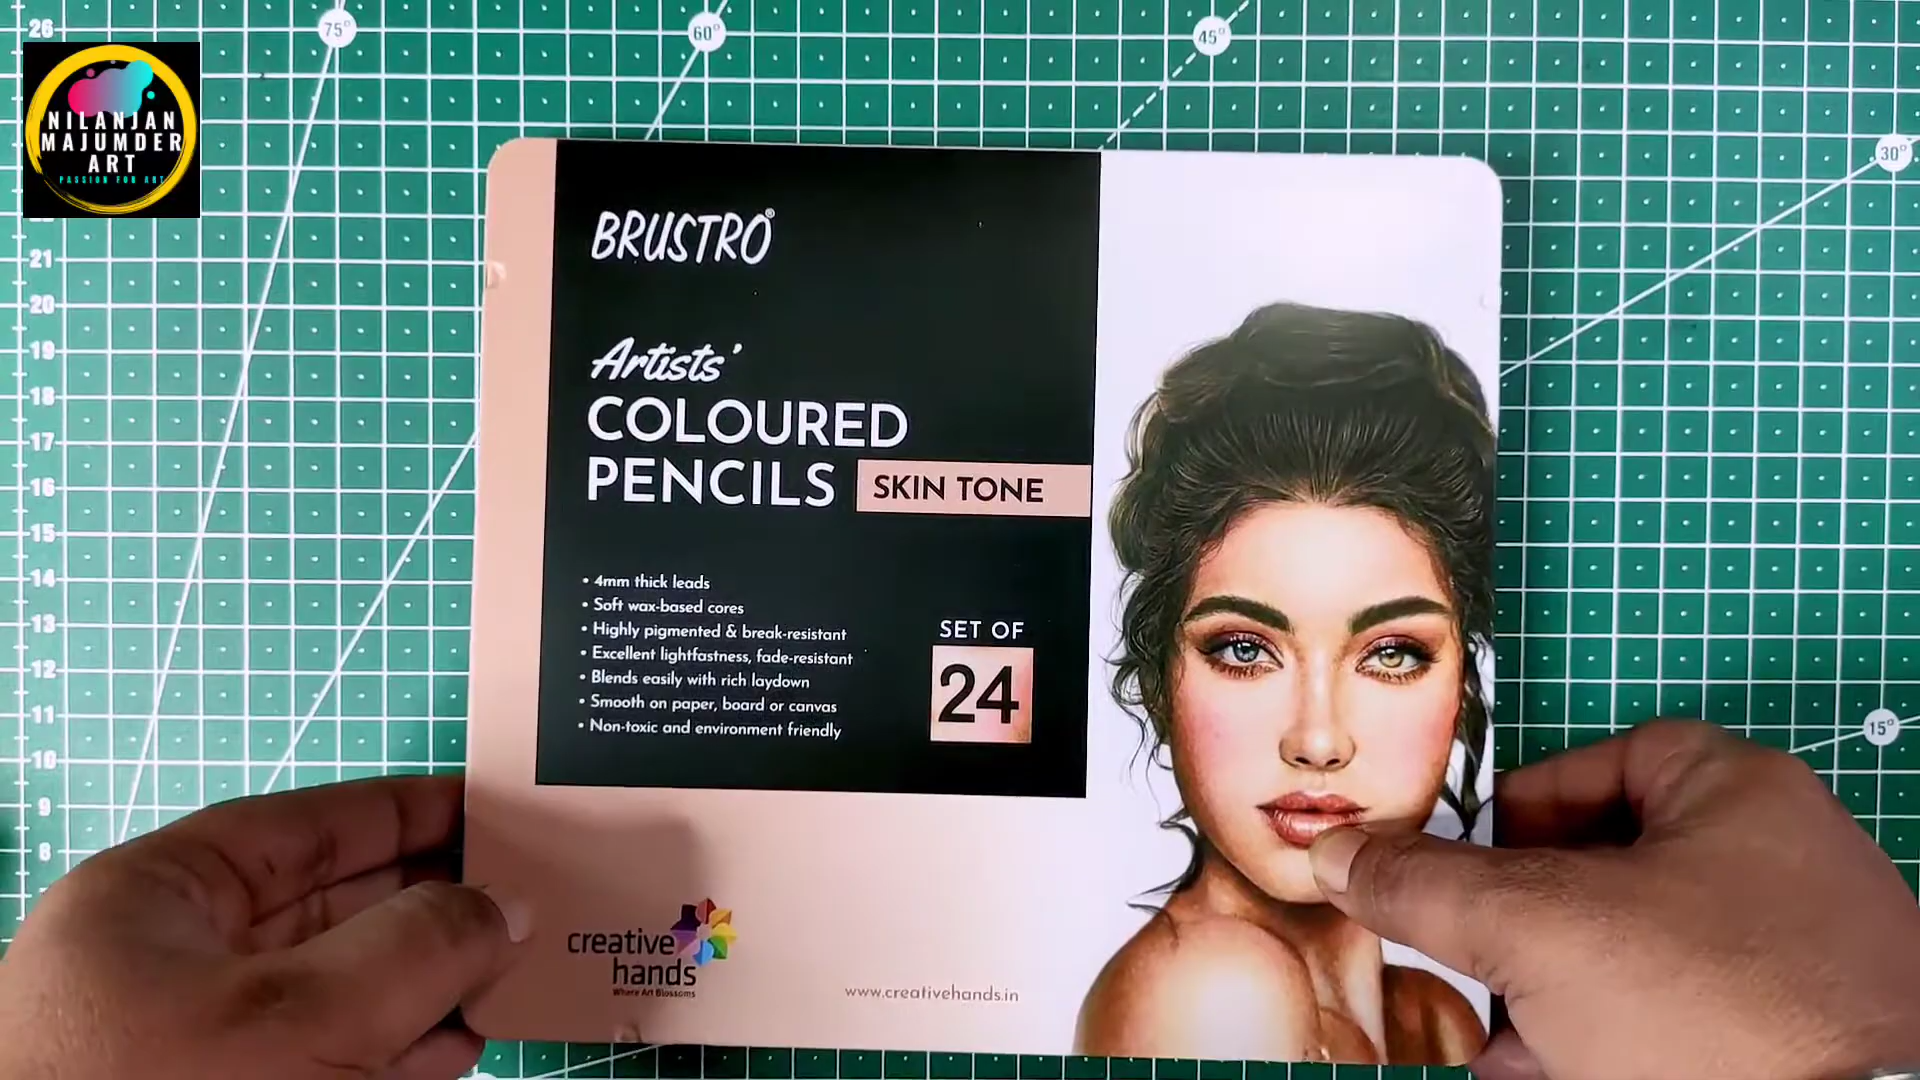 26
75°
60°
45°
30°
15°
NILANJAN
MAJUMDER
ART
PASSION FOR ART
21
20
19
18
17
16
15
14
13
12
11
10
9
8
BRUSTRO®
Artists'
COLOURED
PENCILS SKIN TONE
• 4mm thick leads
• Soft wax-based cores
• Highly pigmented & break-resistant
• Excellent lightfastness, fade-resistant
• Blends easily with rich laydown
• Smooth on paper, board or canvas
• Non-toxic and environment friendly
SET OF
24
creative
hands
Where Art Blossoms
www.creativehands.in